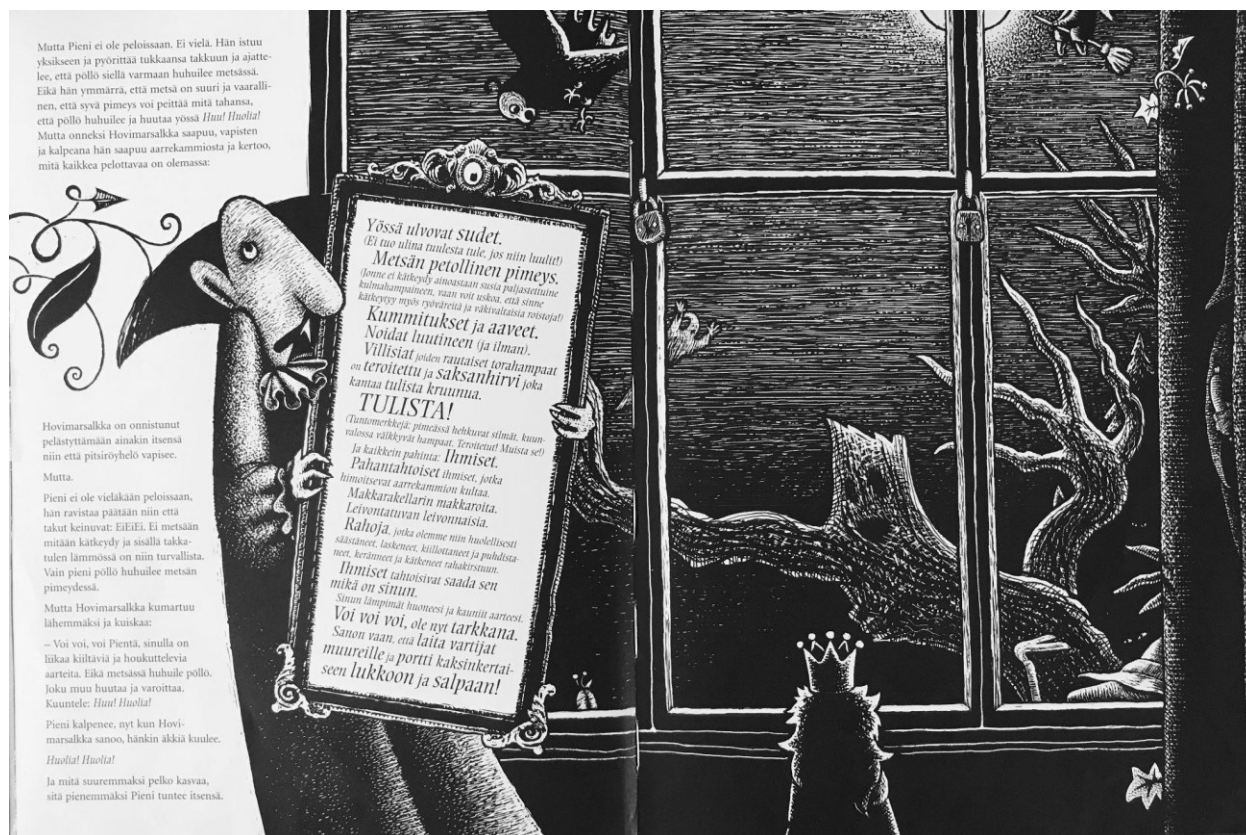 Mutta Pieni ei ole peloissaan. Ei vielä. Hän istuu
yksikseen ja pyörittää tukkaansa takkuun ja ajatte-
lee, että pöllö siellä varmaan huhuilee metsässä.
Eikä hän ymmärrä, että metsä on suuri ja vaaralli-
nen, että syvä pimeys voi peittää mitä tahansa,
että pöllö huhuilee ja huutaa yössä Huu! Huolia!
Mutta onneksi Hovimarsalkka saapuu, vapisten
ja kalpeana hän saapuu aarrekammiosta ja kertoo,
mitä kaikkea pelottavaa on olemassa:
Yössä ulvovat sudet.
(Ei tuo ulina tuulesta tule, jos niin luulit!)
Metsän petollinen pimeys.
(Jonne ei kätkeydy ainoastaan susia paljastettuine
kulmahampaineen, vaan voit uskoa, että sinne
kätkeytyy myös ryöväreitä ja väkivaltaisia roistoja!)
Kummitukset ja aaveet.
Noidat luutineen (ja ilman).
Villisiat joiden rautaiset torahampaat
on teroitettu ja saksanhirvi joka
kantaa tulista kruunua.
TULISTA!
(Tuntomerkkejä: pimeässä hehkuvat silmät, kuun-
valossa välkkyvät hampaat. Teroitetut! Muista se!)
Ja kaikkein pahinta: Ihmiset.
Pahantahtoiset ihmiset, jotka
himoitsevat aarrekammion kultaa.
Makkarakellarin makkaroita.
Leivontatuvan leivonnaisia.
Rahoja, jotka olemme niin huolellisesti
säästäneet, laskeneet, kiillottaneet ja puhdista-
neet, keränneet ja kätkeneet rahakirstuun.
Ihmiset tahtoisivat saada sen
mikä on sinun.
Sinun lämpimät huoneesi ja kauniit aarteesi.
Voi voi voi, ole nyt tarkkana.
Sanon vaan, että laita vartijat
muureille ja portti kaksinkertai-
seen lukkoon ja salpaan!
Hovimarsalkka on onnistunut
pelästyttämään ainakin itsensä
niin että pitsiröyhelö vapisee.
Mutta.
Pieni ei ole vieläkään peloissaan,
hän ravistaa päätään niin että
takut keinuvat: EiEiEi. Ei metsään
mitään kätkeydy ja sisällä takka-
tulen lämmössä on niin turvallista.
Vain pieni pöllö huhuilee metsän
pimeydessä.
Mutta Hovimarsalkka kumartuu
lähemmäksi ja kuiskaa:
– Voi voi, voi Pientä, sinulla on
liikaa kiiltäviä ja houkuttelevia
aarteita. Eikä metsässä huhuile pöllö.
Joku muu huutaa ja varoittaa.
Kuuntele: Huu! Huolia!
Pieni kalpenee, nyt kun Hovi-
marsalkka sanoo, hänkin äkkiä kuulee.
Huolia! Huolia!
Ja mitä suuremmaksi pelko kasvaa,
sitä pienemmäksi Pieni tuntee itsensä.